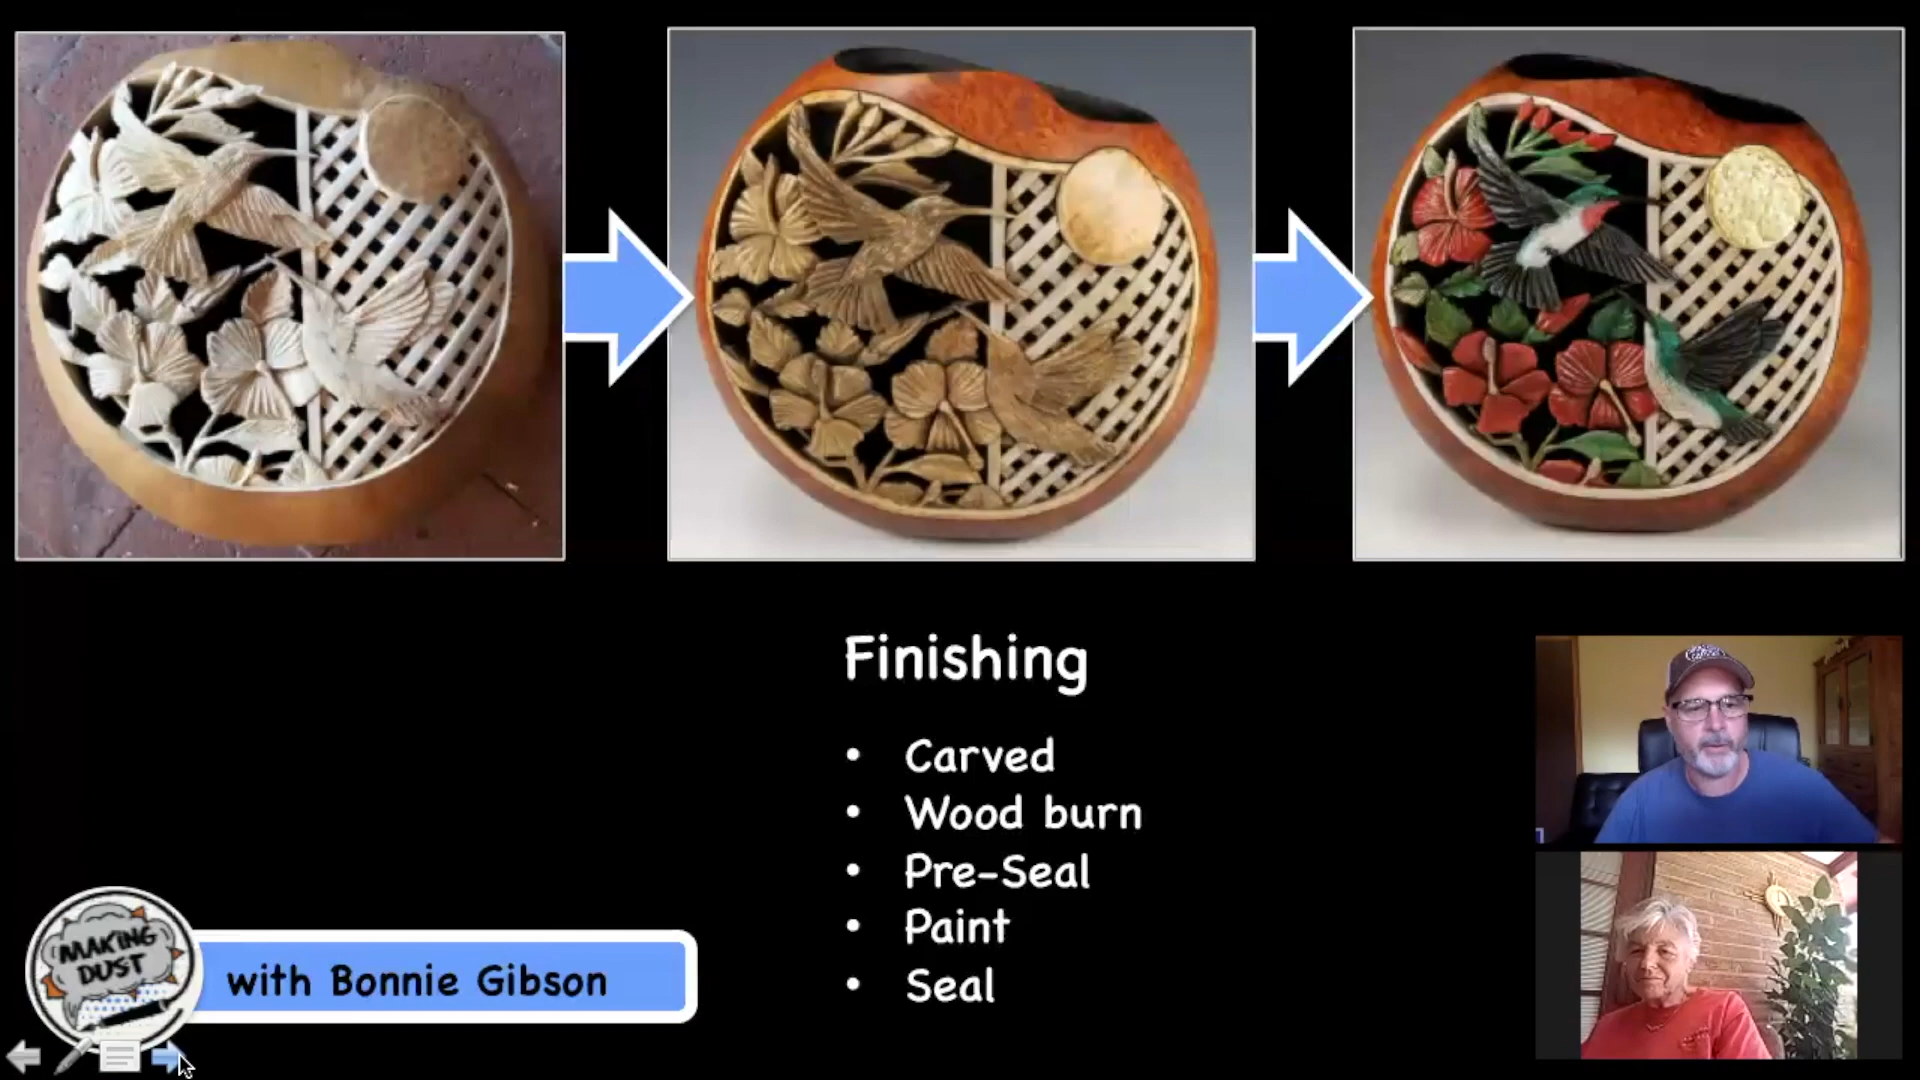 Finishing
• Carved
• Wood burn
• Pre-Seal
• Paint
• Seal
MAKING
DUST
with Bonnie Gibson